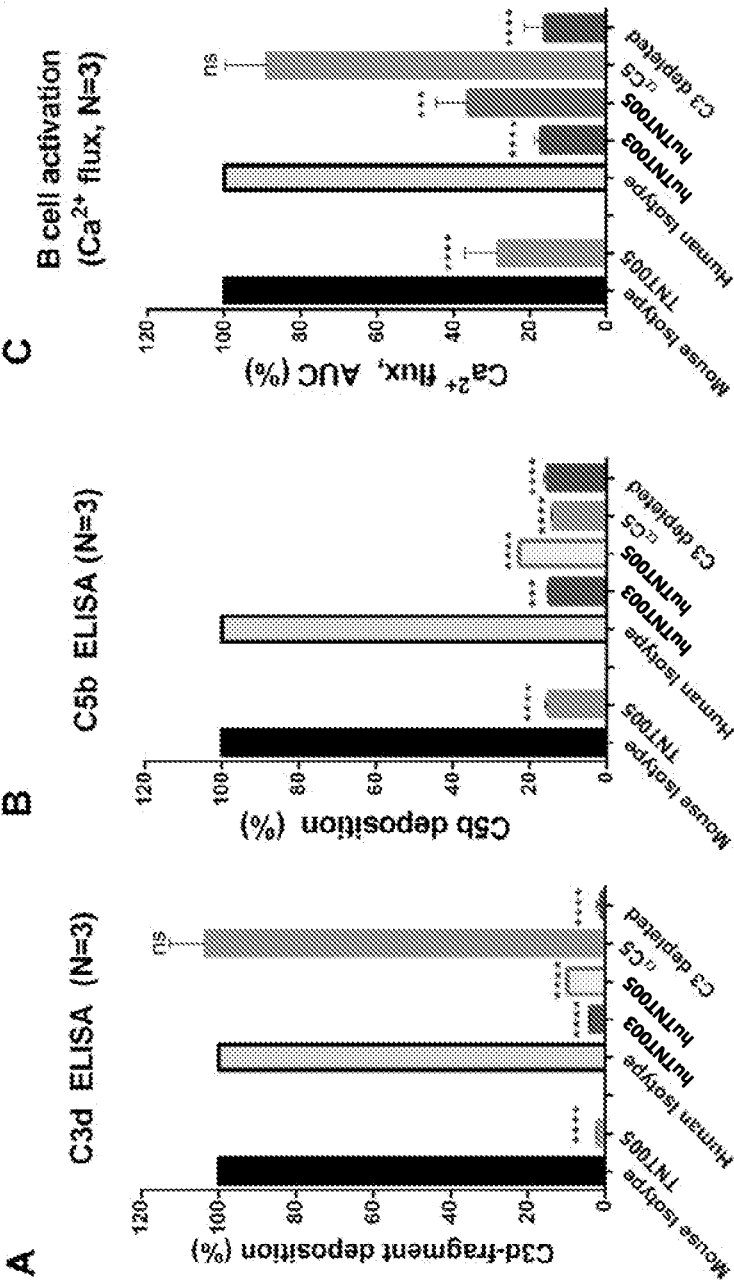 A
C3d ELISA (N=3)
C3d-fragment deposition (%)
120
100
80
60
40
20
0
****
****
****
ns
****
Mouse Isotype
TNT005
Human Isotype
huTNT003
huTNT005
αC5
C3 depleted
B
C5b ELISA (N=3)
C5b deposition (%)
120
100
80
60
40
20
0
****
***
****
****
****
Mouse Isotype
TNT005
Human Isotype
huTNT003
huTNT005
αC5
C3 depleted
C
B cell activation
(Ca²⁺ flux, N=3)
Ca²⁺ flux, AUC (%)
120
100
80
60
40
20
0
****
****
***
ns
****
Mouse Isotype
TNT005
Human Isotype
huTNT003
huTNT005
αC5
C3 depleted